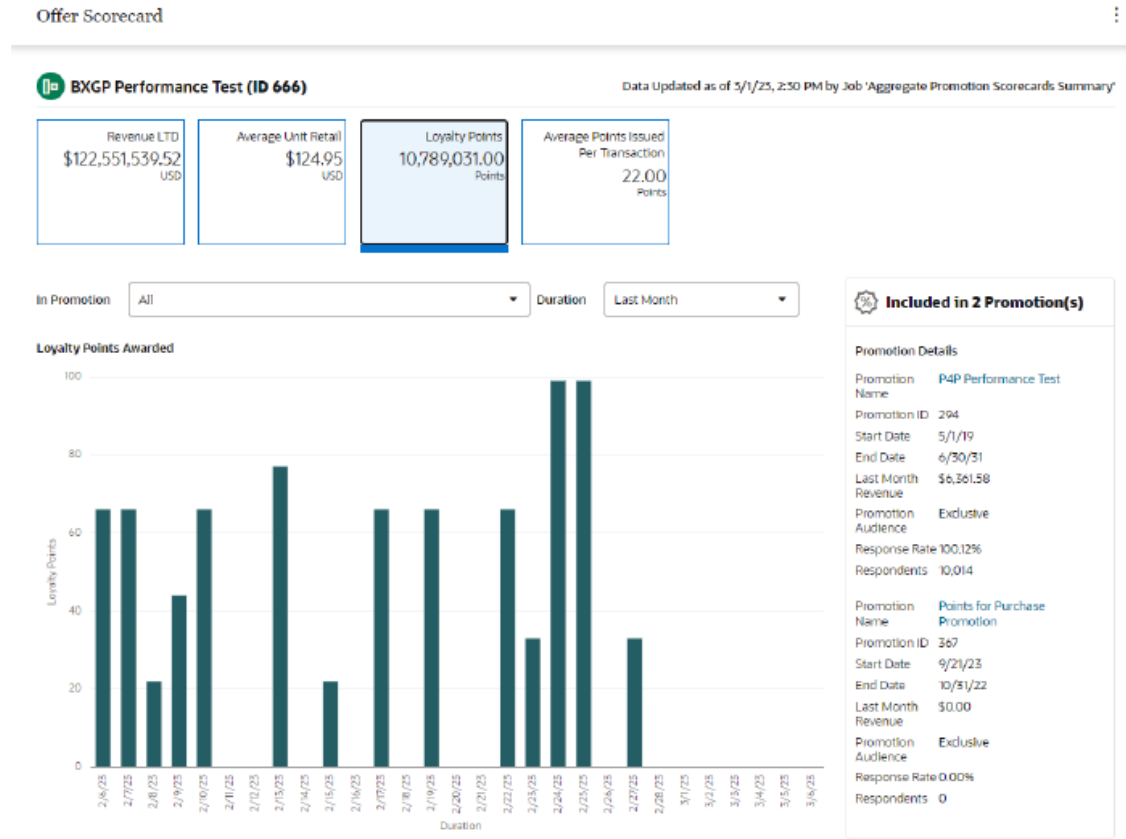 Offer Scorecard
BXGP Performance Test (ID 666)
Data Updated as of 3/1/23, 2:30 PM by Job 'Aggregate Promotion Scorecards Summary'
Revenue LTD
$122,551,539.52
USD
Average Unit Retail
$124.95
USD
Loyalty Points
10,789,031.00
Points
Average Points Issued
Per Transaction
22.00
Points
In Promotion
All
Duration
Last Month
Loyalty Points Awarded
100
80
60
40
20
0
Loyalty Points
2/6/23
2/7/23
2/8/23
2/9/23
2/10/23
2/11/23
2/12/23
2/13/23
2/14/23
2/15/23
2/16/23
2/17/23
2/18/23
2/19/23
2/20/23
2/21/23
2/22/23
2/23/23
2/24/23
2/25/23
2/26/23
2/27/23
2/28/23
3/1/23
3/2/23
3/3/23
3/4/23
3/5/23
3/6/23
Duration
Included in 2 Promotion(s)
Promotion Details
Promotion Name P4P Performance Test
Promotion ID 294
Start Date 5/1/19
End Date 6/30/31
Last Month Revenue $6,361.58
Promotion Audience Exclusive
Response Rate 100.12%
Respondents 10,014
Promotion Name Points for Purchase Promotion
Promotion ID 367
Start Date 9/21/23
End Date 10/31/22
Last Month Revenue $0.00
Promotion Audience Exclusive
Response Rate 0.00%
Respondents 0